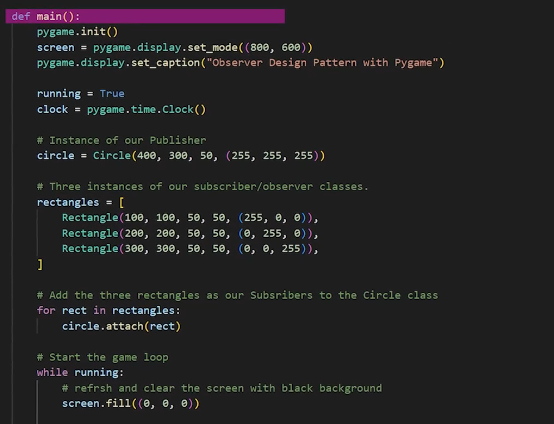 def main():
    pygame.init()
    screen = pygame.display.set_mode((800, 600))
    pygame.display.set_caption("Observer Design Pattern with Pygame")

    running = True
    clock = pygame.time.Clock()

    # Instance of our Publisher
    circle = Circle(400, 300, 50, (255, 255, 255))

    # Three instances of our subscriber/observer classes.
    rectangles = [
        Rectangle(100, 100, 50, 50, (255, 0, 0)),
        Rectangle(200, 200, 50, 50, (0, 255, 0)),
        Rectangle(300, 300, 50, 50, (0, 0, 255)),
    ]

    # Add the three rectangles as our Subsribers to the Circle class
    for rect in rectangles:
        circle.attach(rect)

    # Start the game loop
    while running:
        # refrsh and clear the screen with black background
        screen.fill((0, 0, 0))